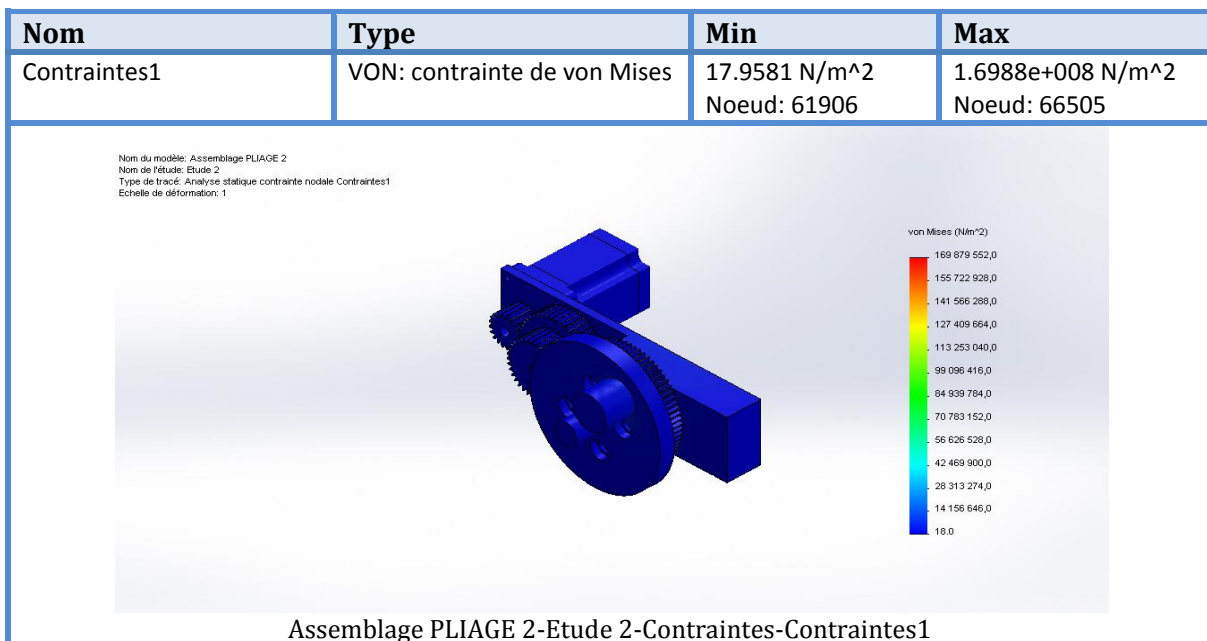 Nom Type Min Max
Contraintes1 VON: contrainte de von Mises 17.9581 N/m^2 1.6988e+008 N/m^2
Noeud: 61906 Noeud: 66505
Nom du modèle: Assemblage PLIAGE 2
Nom de l'étude: Etude 2
Type de tracé: Analyse statique contrainte nodale Contraintes1
Echelle de déformation: 1
von Mises (N/m^2)
169 879 552,0
155 722 928,0
141 566 288,0
127 409 664,0
113 253 040,0
99 096 416,0
84 939 784,0
70 783 152,0
56 626 528,0
42 469 900,0
28 313 274,0
14 156 646,0
18.0
Assemblage PLIAGE 2-Etude 2-Contraintes-Contraintes1